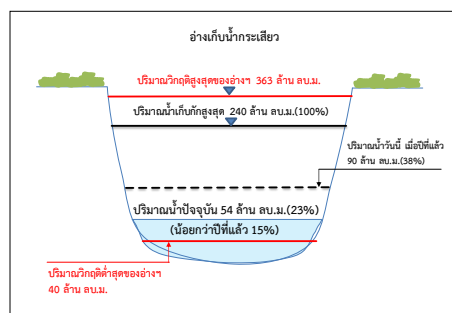 อ่างเก็บน้ำกระเสียว
ปริมาณวิกฤติสูงสุดของอ่างฯ 363 ล้าน ลบ.ม.
ปริมาณน้ำเก็บกักสูงสุด 240 ล้าน ลบ.ม.(100%)
ปริมาณน้ำวันนี้ เมื่อปีที่แล้ว
90 ล้าน ลบ.ม.(38%)
ปริมาณน้ำปัจจุบัน 54 ล้าน ลบ.ม.(23%)
(น้อยกว่าปีที่แล้ว 15%)
ปริมาณวิกฤติต่ำสุดของอ่างฯ
40 ล้าน ลบ.ม.